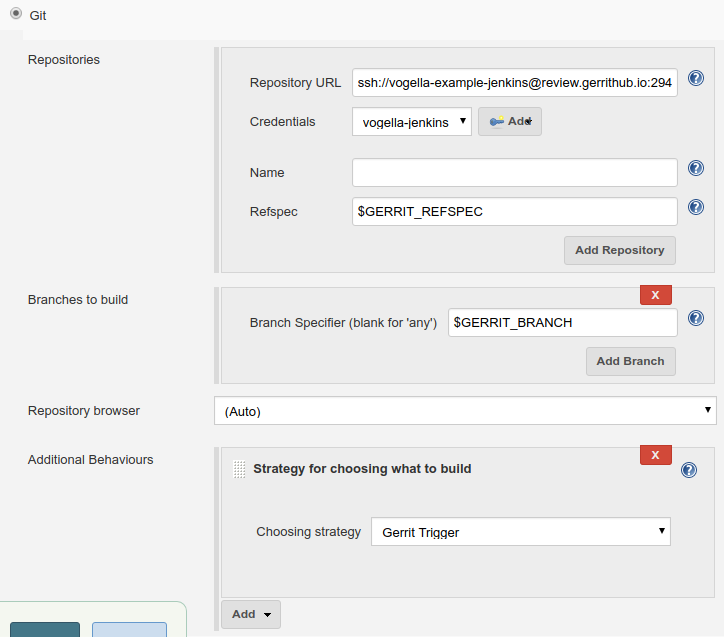 Git
Repositories
Repository URL ssh://vogella-example-jenkins@review.gerrithub.io:294
Credentials vogella-jenkins Add
Name
Refspec $GERRIT_REFSPEC
Add Repository
Branches to build
X
Branch Specifier (blank for 'any') $GERRIT_BRANCH
Add Branch
Repository browser (Auto)
Additional Behaviours
X
Strategy for choosing what to build
Choosing strategy Gerrit Trigger
Add